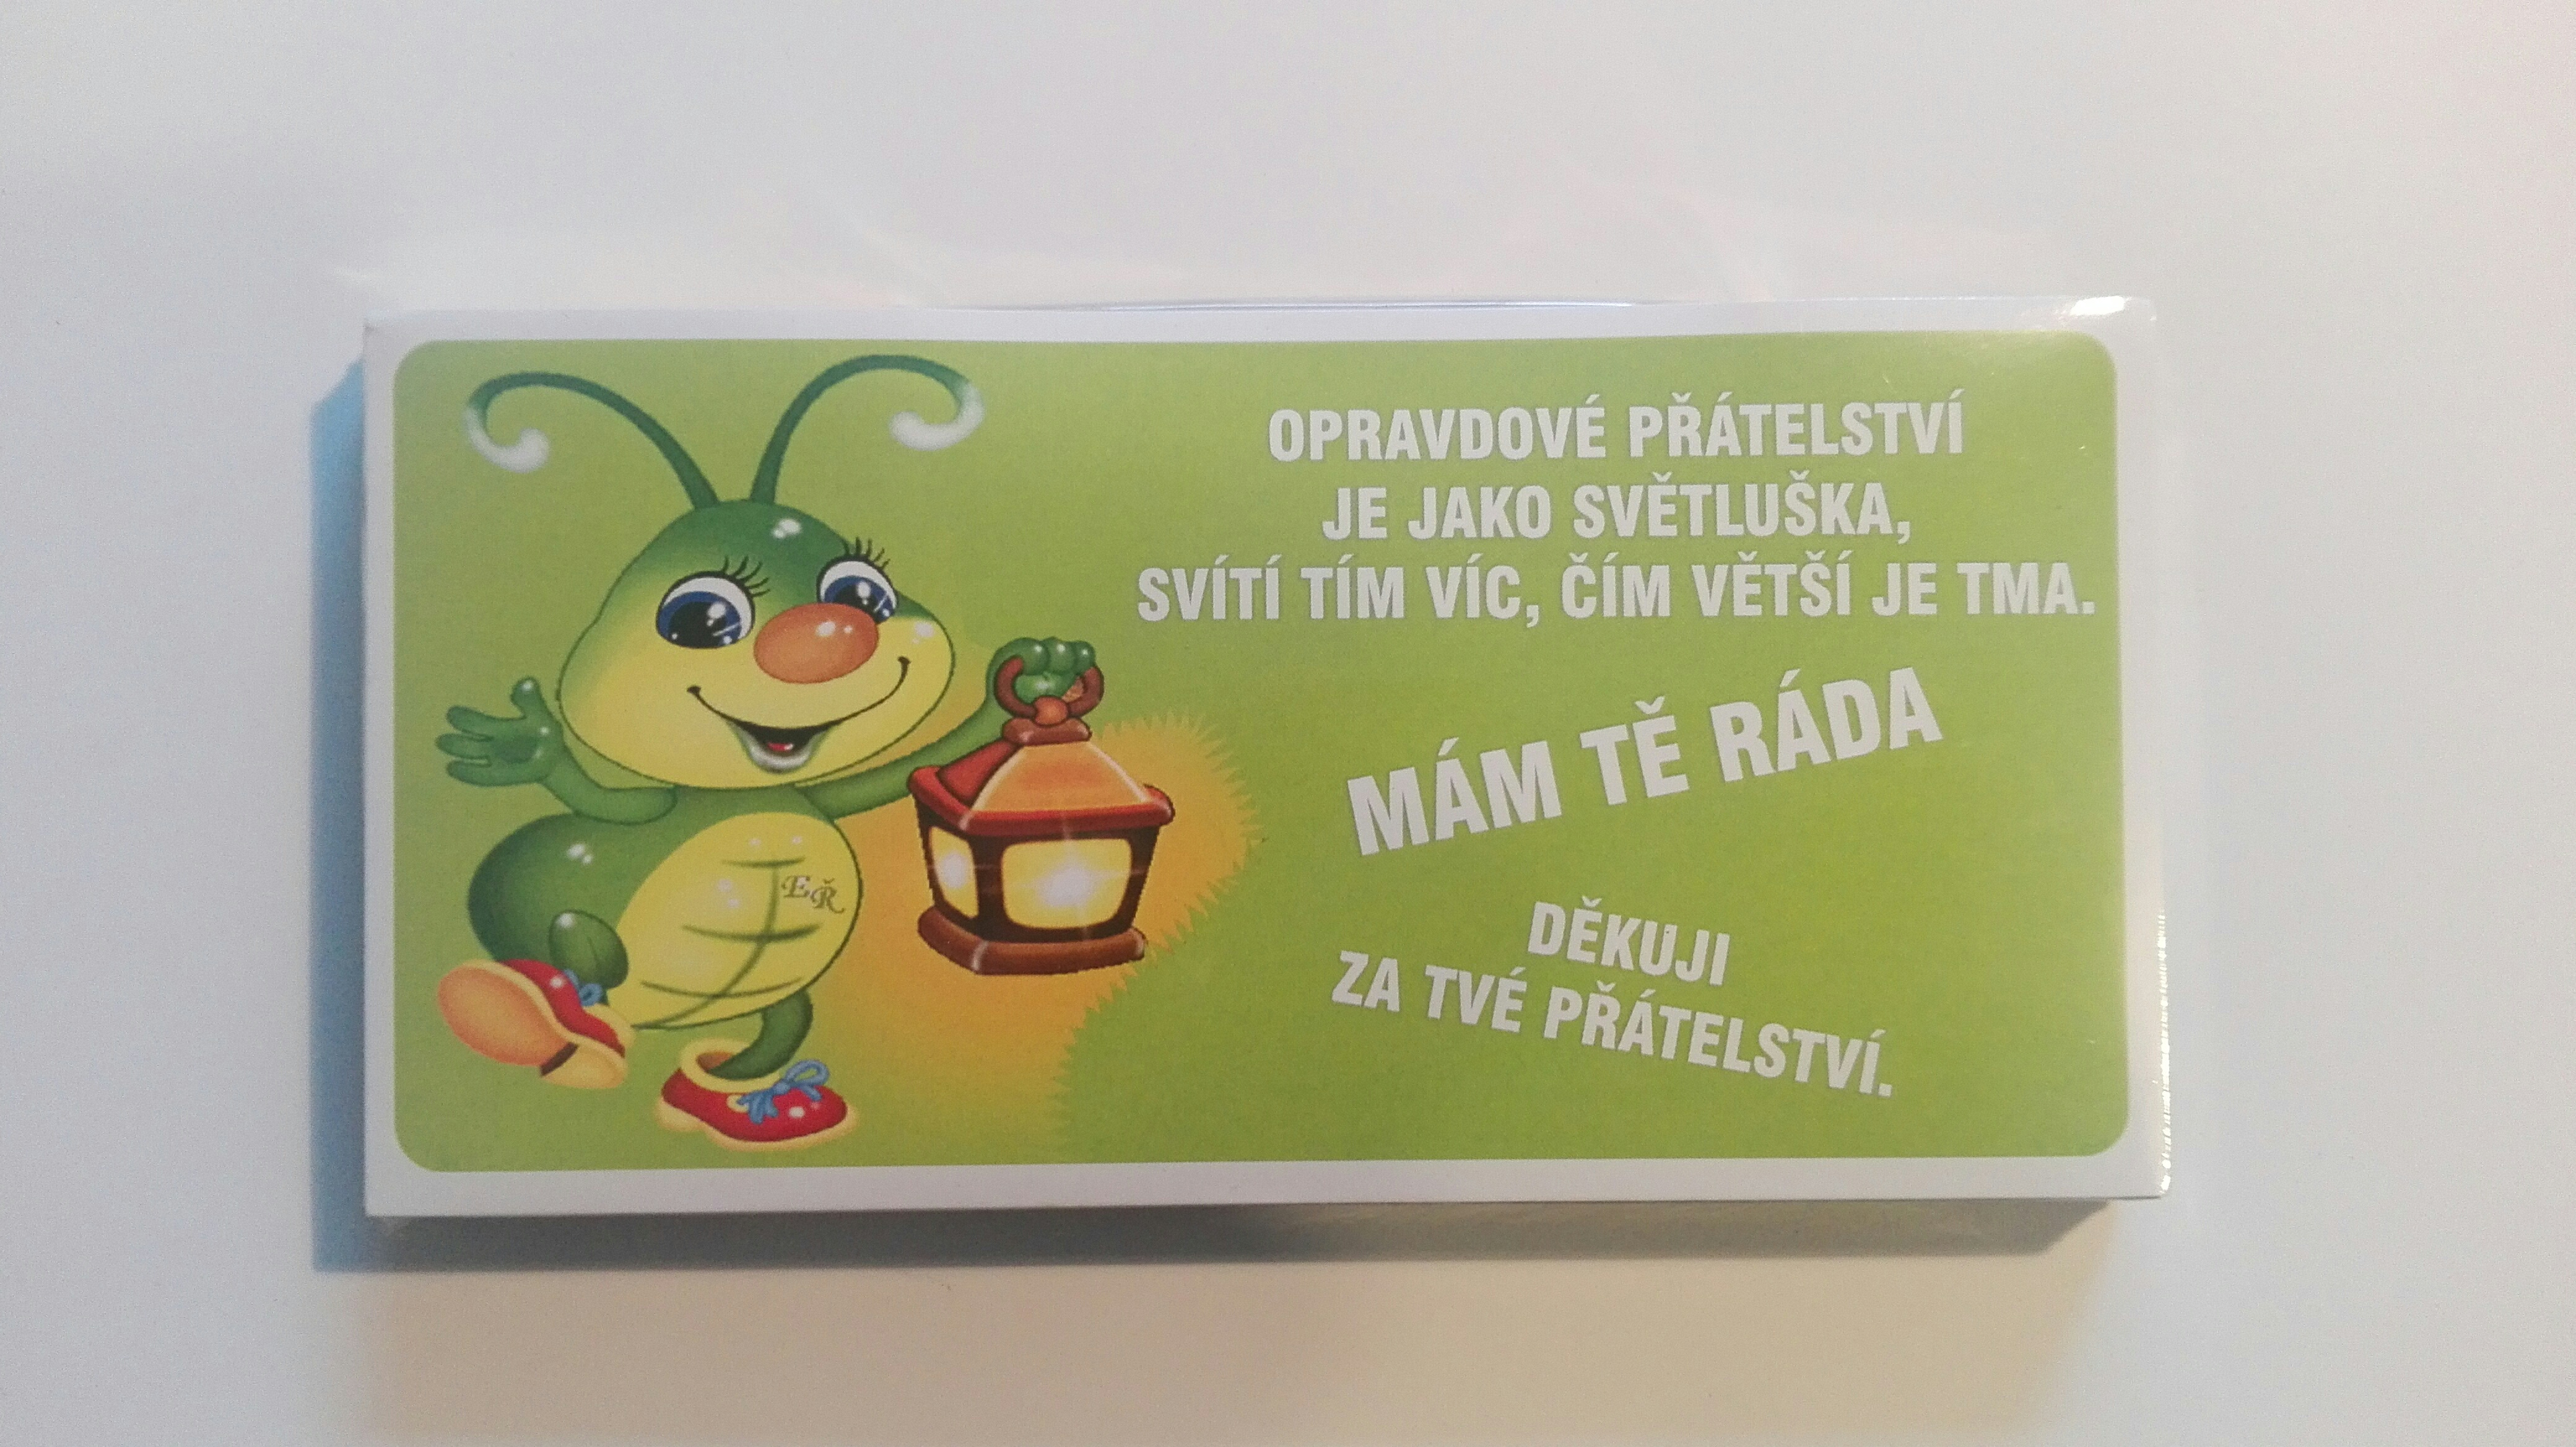 OPRAVDOVÉ PŘÁTELSTVÍ
JE JAKO SVĚTLUŠKA,
SVÍTÍ TÍM VÍC, ČÍM VĚTŠÍ JE TMA.
MÁM TĚ RÁDA
DĚKUJI
ZA TVÉ PŘÁTELSTVÍ.
EŘ